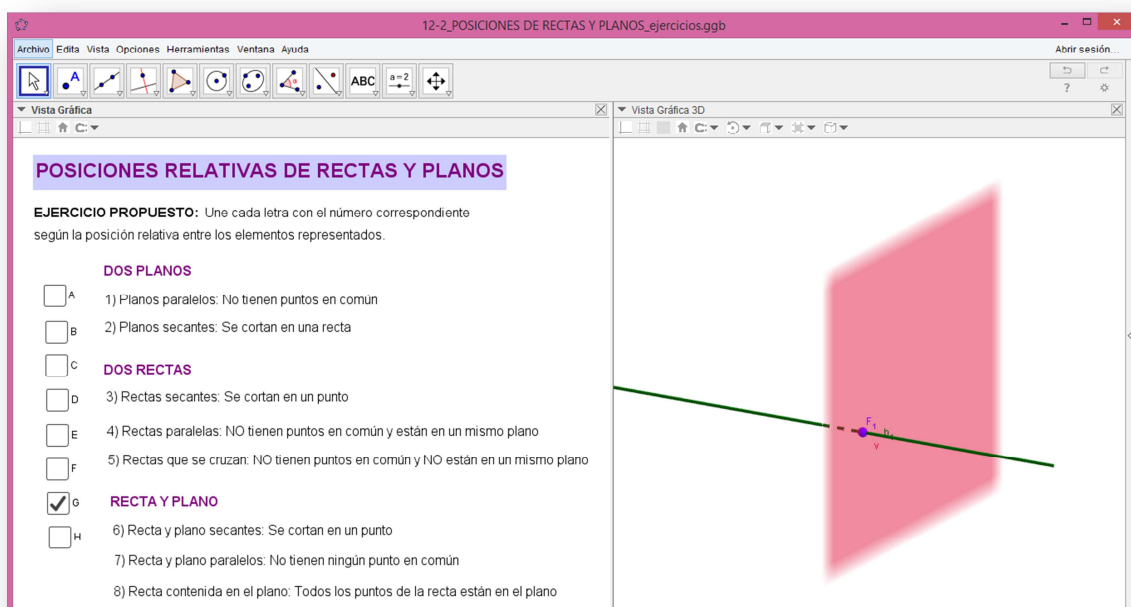 12-2_POSICIONES DE RECTAS Y PLANOS_ejercicios.ggb
Archivo Edita Vista Opciones Herramientas Ventana Ayuda
Abrir sesión...
A
ABC
a=2
?
Vista Gráfica
Vista Gráfica 3D
POSICIONES RELATIVAS DE RECTAS Y PLANOS
EJERCICIO PROPUESTO: Une cada letra con el número correspondiente
según la posición relativa entre los elementos representados.
DOS PLANOS
A
1) Planos paralelos: No tienen puntos en común
B
2) Planos secantes: Se cortan en una recta
C
DOS RECTAS
D
3) Rectas secantes: Se cortan en un punto
E
4) Rectas paralelas: NO tienen puntos en común y están en un mismo plano
F
5) Rectas que se cruzan: NO tienen puntos en común y NO están en un mismo plano
G
RECTA Y PLANO
H
6) Recta y plano secantes: Se cortan en un punto
7) Recta y plano paralelos: No tienen ningún punto en común
8) Recta contenida en el plano: Todos los puntos de la recta están en el plano
F₁